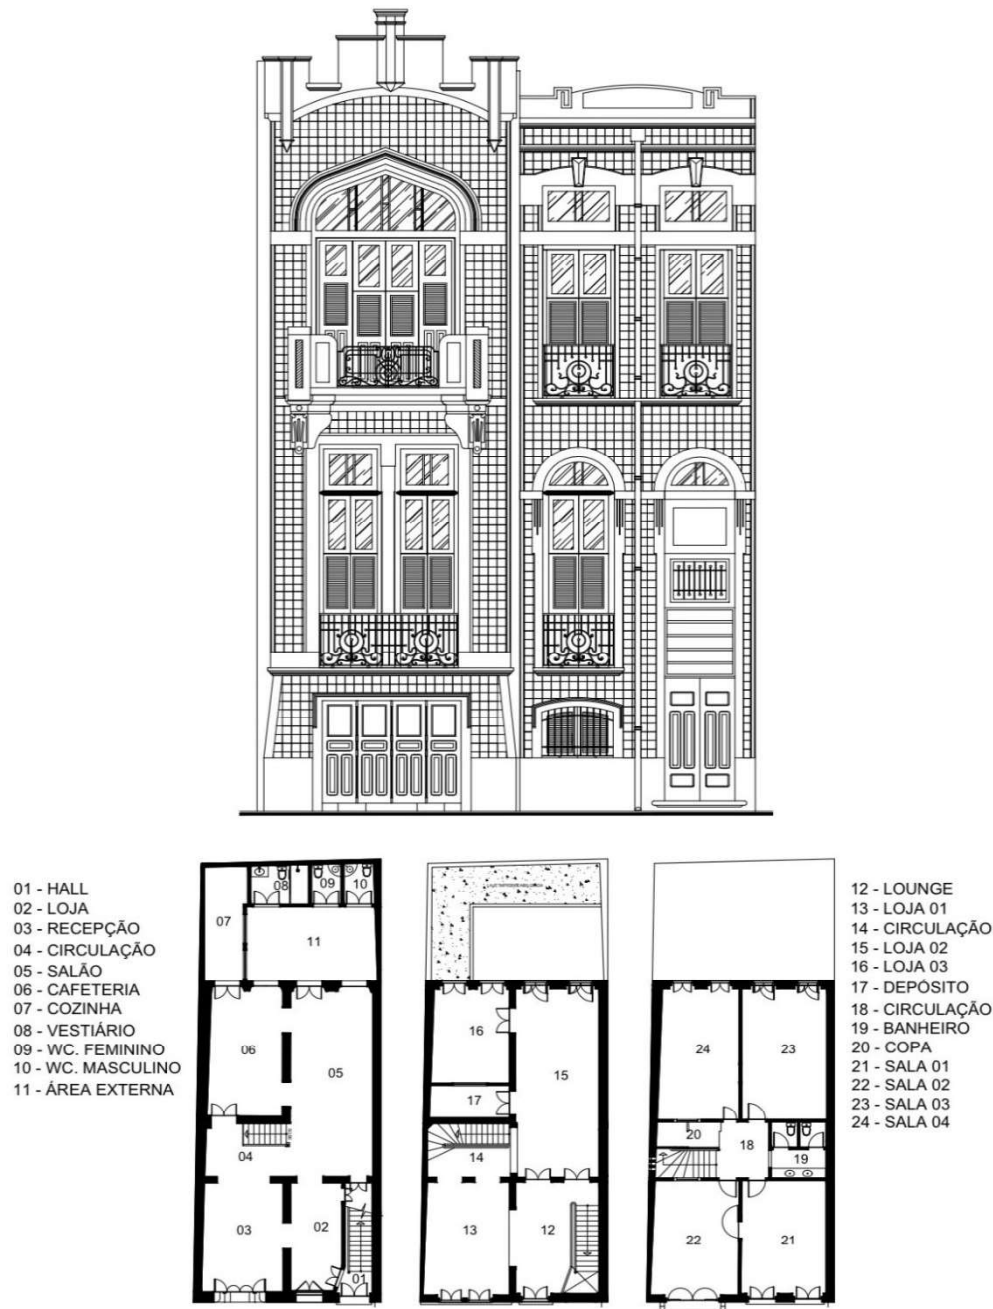 01 - HALL
02 - LOJA
03 - RECEPÇÃO
04 - CIRCULAÇÃO
05 - SALÃO
06 - CAFETERIA
07 - COZINHA
08 - VESTIÁRIO
09 - WC. FEMININO
10 - WC. MASCULINO
11 - ÁREA EXTERNA
08
09
10
07
11
06
05
04
03
02
01
16
15
17
14
13
12
24
23
20
18
19
22
21
12 - LOUNGE
13 - LOJA 01
14 - CIRCULAÇÃO
15 - LOJA 02
16 - LOJA 03
17 - DEPÓSITO
18 - CIRCULAÇÃO
19 - BANHEIRO
20 - COPA
21 - SALA 01
22 - SALA 02
23 - SALA 03
24 - SALA 04